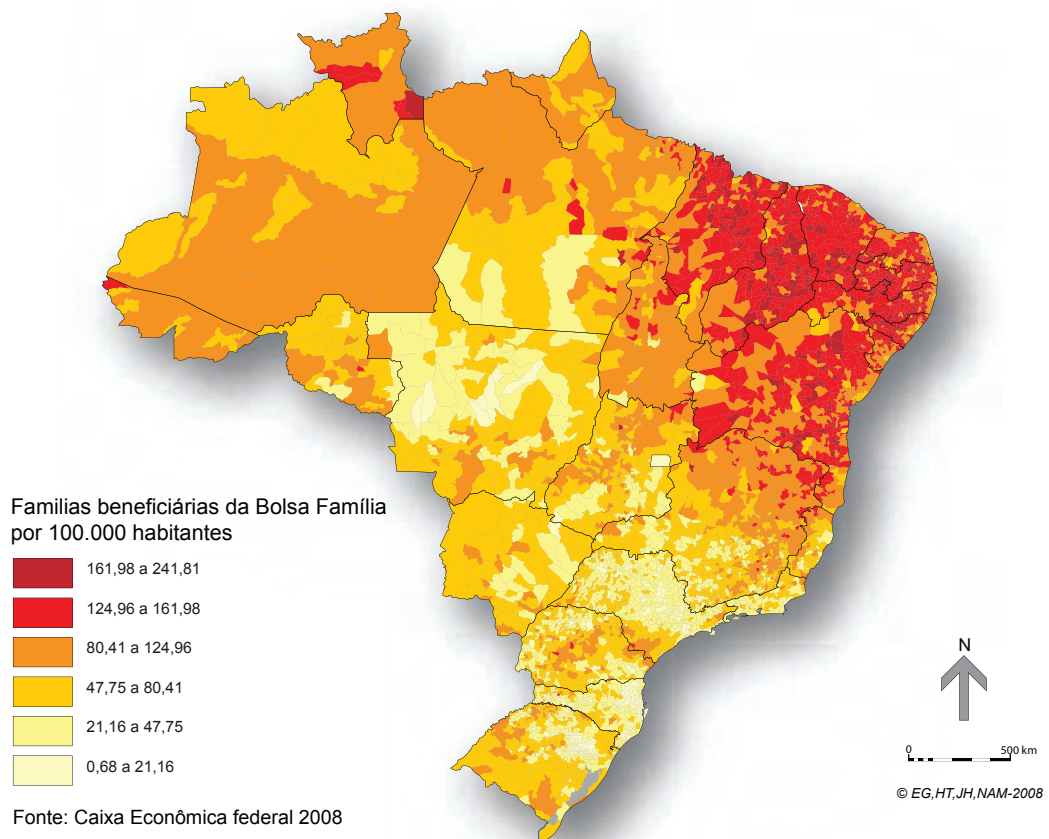 Familias beneficiárias da Bolsa Família
por 100.000 habitantes
161,98 a 241,81
124,96 a 161,98
80,41 a 124,96
47,75 a 80,41
21,16 a 47,75
0,68 a 21,16
Fonte: Caixa Econômica federal 2008
N
0 500 km
© EG,HT,JH,NAM-2008